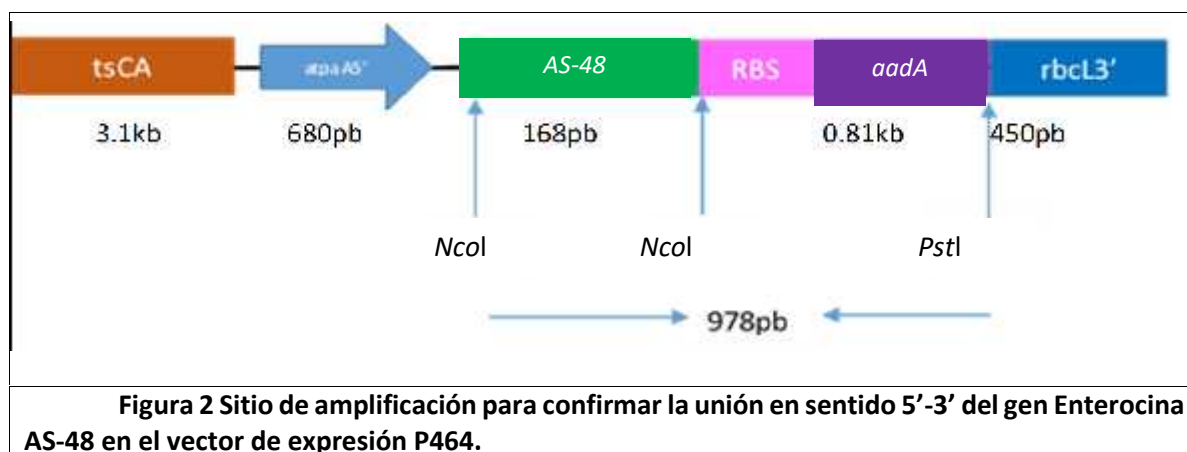 tsCA
atpa A5'
AS-48
RBS
aadA
rbcL3'
3.1kb
680pb
168pb
0.81kb
450pb
NcoI
NcoI
PstI
978pb
Figura 2 Sitio de amplificación para confirmar la unión en sentido 5’-3’ del gen Enterocina
AS-48 en el vector de expresión P464.